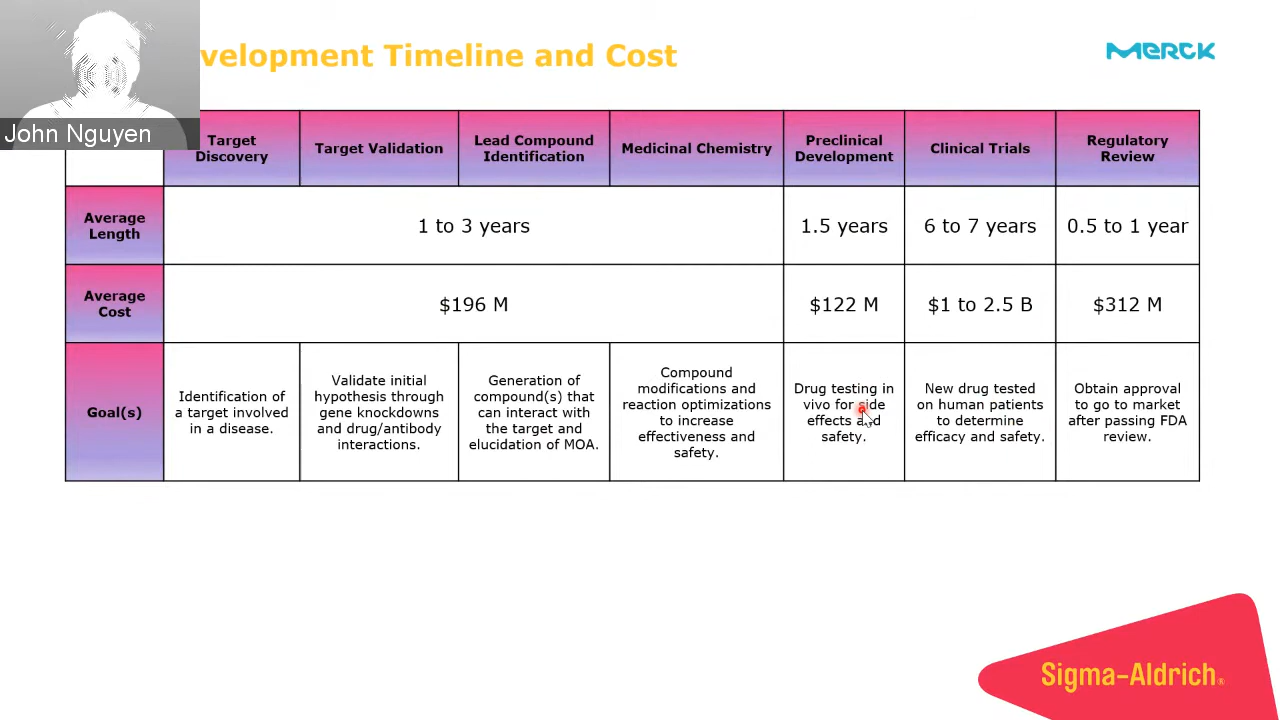 velopment Timeline and Cost
MERCK
John Nguyen
Target
Discovery
Target Validation
Lead Compound
Identification
Medicinal Chemistry
Preclinical
Development
Clinical Trials
Regulatory
Review
Average
Length
1 to 3 years
1.5 years
6 to 7 years
0.5 to 1 year
Average
Cost
$196 M
$122 M
$1 to 2.5 B
$312 M
Goal(s)
Identification of
a target involved
in a disease.
Validate initial
hypothesis through
gene knockdowns
and drug/antibody
interactions.
Generation of
compound(s) that
can interact with
the target and
elucidation of MOA.
Compound
modifications and
reaction optimizations
to increase
effectiveness and
safety.
Drug testing in
vivo for side
effects and
safety.
New drug tested
on human patients
to determine
efficacy and safety.
Obtain approval
to go to market
after passing FDA
review.
Sigma-Aldrich®